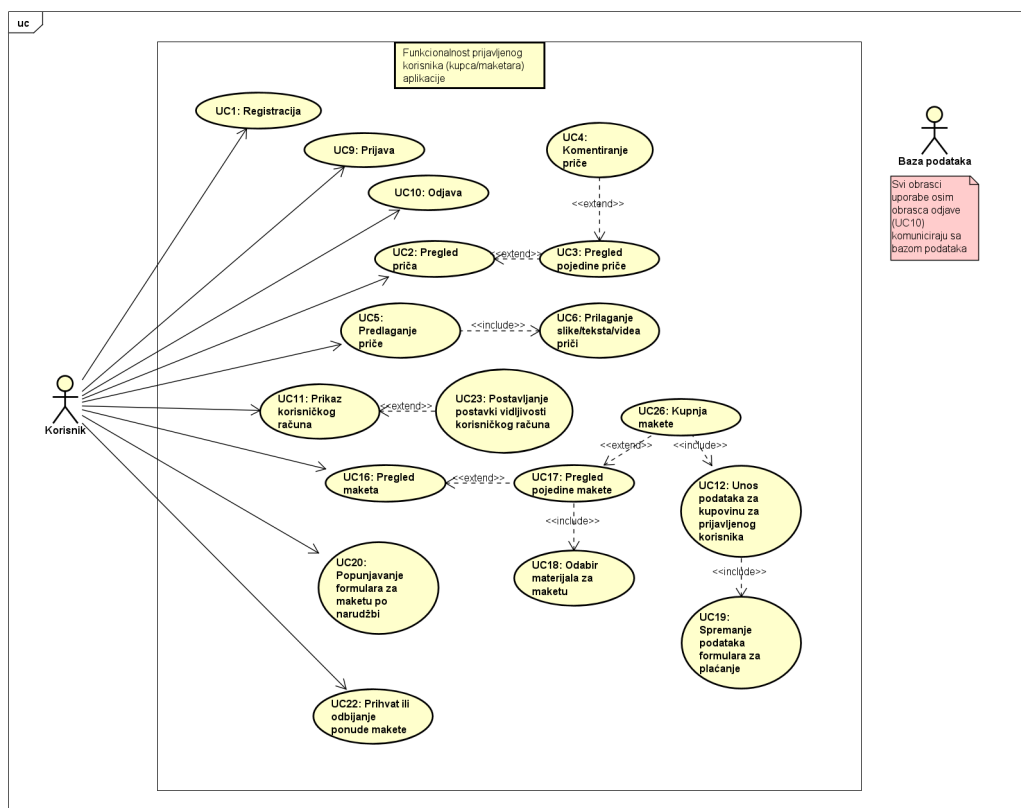 uc
Funkcionalnost prijavljenog
korisnika (kupca/maketara)
aplikacije
UC1: Registracija
UC9: Prijava
UC10: Odjava
UC4:
Komentiranje
priče
<<extend>>
UC2: Pregled
priča
<<extend>>
UC3: Pregled
pojedine priče
UC5:
Predlaganje
priče
<<include>>
UC6: Prilaganje
slike/teksta/videa
priči
Korisnik
UC11: Prikaz
korisničkog
računa
<<extend>>
UC23: Postavljanje
postavki vidljivosti
korisničkog računa
UC26: Kupnja
makete
<<extend>>
<<include>>
UC16: Pregled
maketa
<<extend>>
UC17: Pregled
pojedine makete
UC12: Unos
podataka za
kupovinu za
prijavljenog
korisnika
<<include>>
UC18: Odabir
materijala za
maketu
<<include>>
UC20:
Popunjavanje
formulara za
maketu po
narudžbi
UC19:
Spremanje
podataka
formulara za
plaćanje
UC22: Prihvat ili
odbijanje
ponude makete
Baza podataka
Svi obrasci
uporabe osim
obrasca odjave
(UC10)
komuniciraju sa
bazom podataka